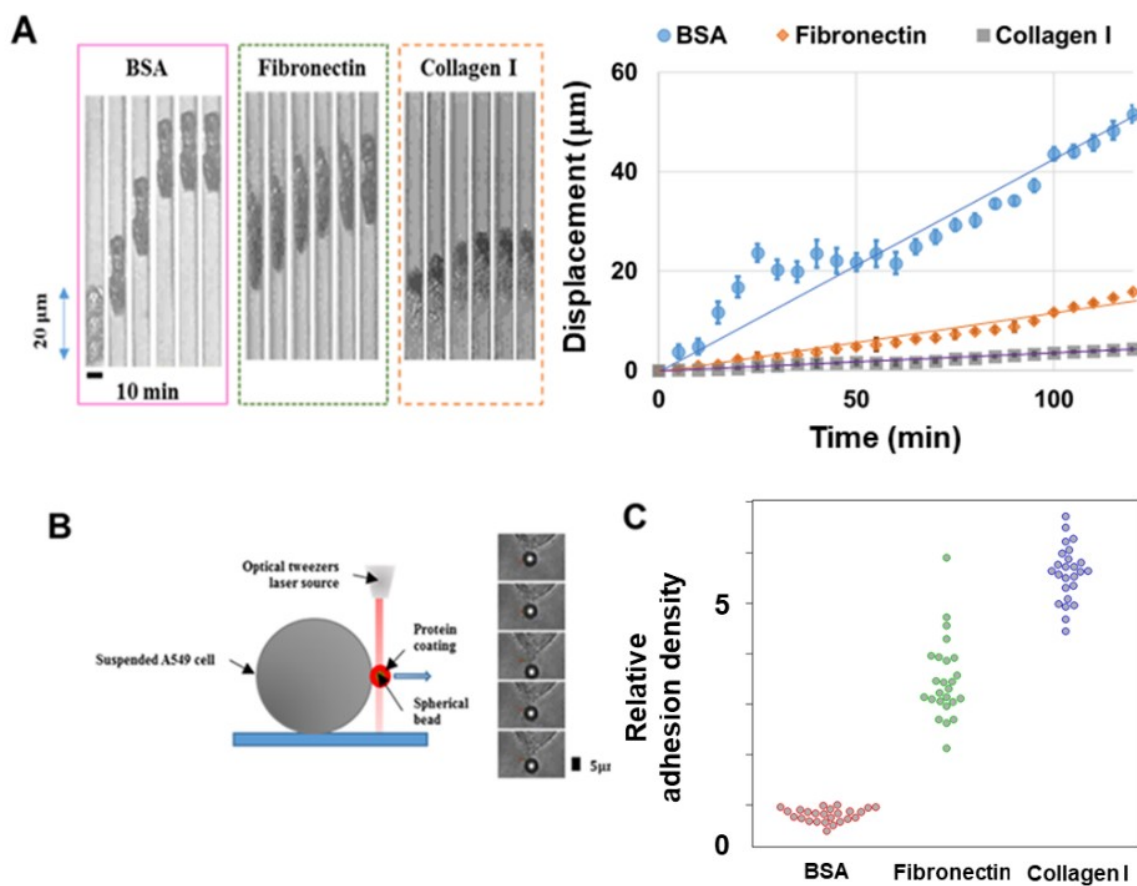 A
BSA
Fibronectin
Collagen I
20 µm
10 min
BSA
Fibronectin
Collagen I
Displacement (µm)
60
40
20
0
0
50
100
Time (min)
B
Optical tweezers
laser source
Protein
coating
Suspended A549 cell
Spherical
bead
5µ
C
Relative
adhesion density
5
0
BSA
Fibronectin
Collagen I